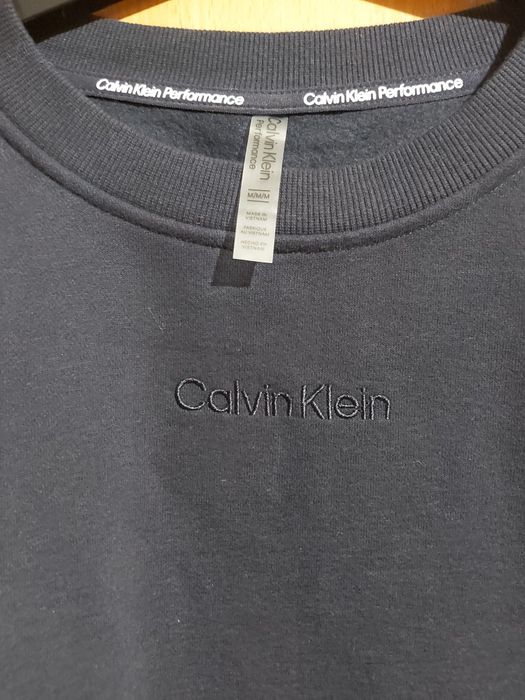 Calvin Klein Performance
Calvin Klein Performance
Calvin Klein
Performance
M/M/M
MADE IN
VIETNAM
FABRIQUÉ
AU VIETNAM
HECHO EN
VIETNAM
Calvin Klein